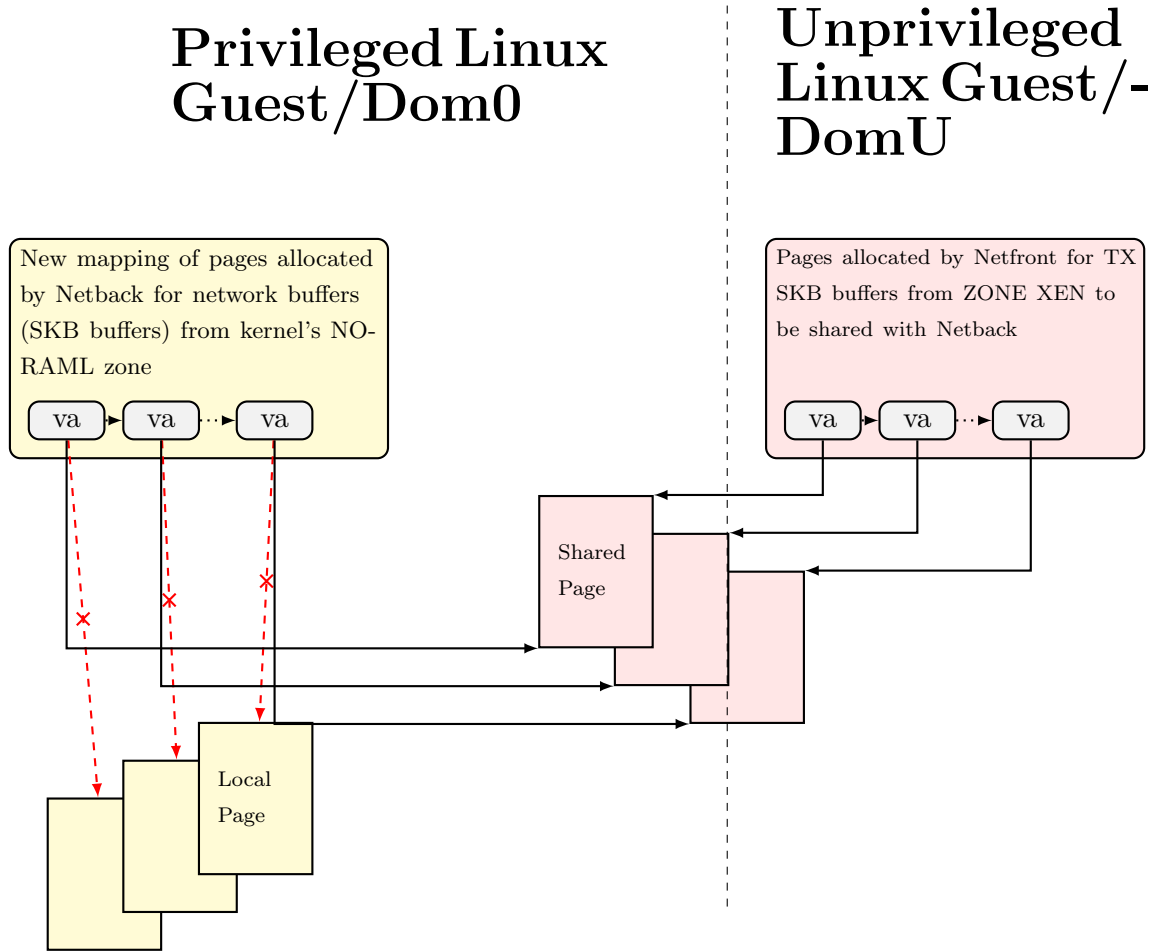 Privileged Linux
Guest/Dom0
Unprivileged
Linux Guest/-
DomU
New mapping of pages allocated
by Netback for network buffers
(SKB buffers) from kernel's NO-
RAML zone
va
va
va
Pages allocated by Netfront for TX
SKB buffers from ZONE XEN to
be shared with Netback
va
va
va
Shared
Page
Local
Page